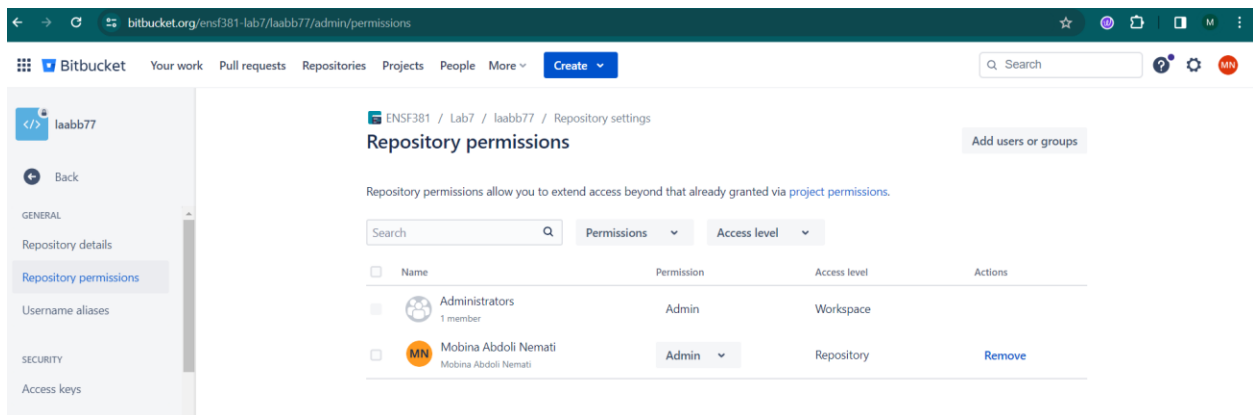 bitbucket.org/ensf381-lab7/laabb77/admin/permissions
M
Bitbucket Your work Pull requests Repositories Projects People More Create Search ? MN
</> laabb77
Back
GENERAL
Repository details
Repository permissions
Username aliases
SECURITY
Access keys
ENSF381 / Lab7 / laabb77 / Repository settings
Repository permissions Add users or groups
Repository permissions allow you to extend access beyond that already granted via project permissions.
Search Permissions Access level
Name Permission Access level Actions
Administrators
1 member Admin Workspace
MN Mobina Abdoli Nemati Admin Repository Remove
Mobina Abdoli Nemati